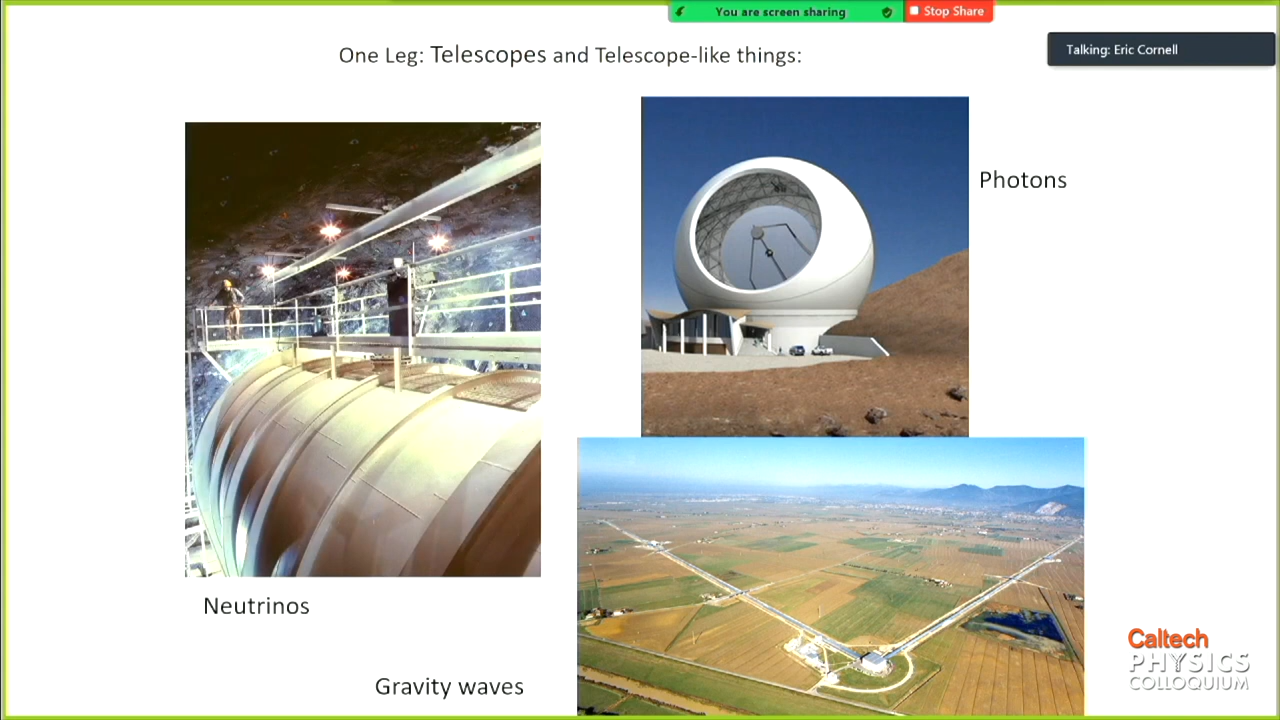 You are screen sharing
Stop Share
Talking: Eric Cornell
One Leg: Telescopes and Telescope-like things:
Photons
Neutrinos
Gravity waves
Caltech
PHYSICS
COLLOQUIUM